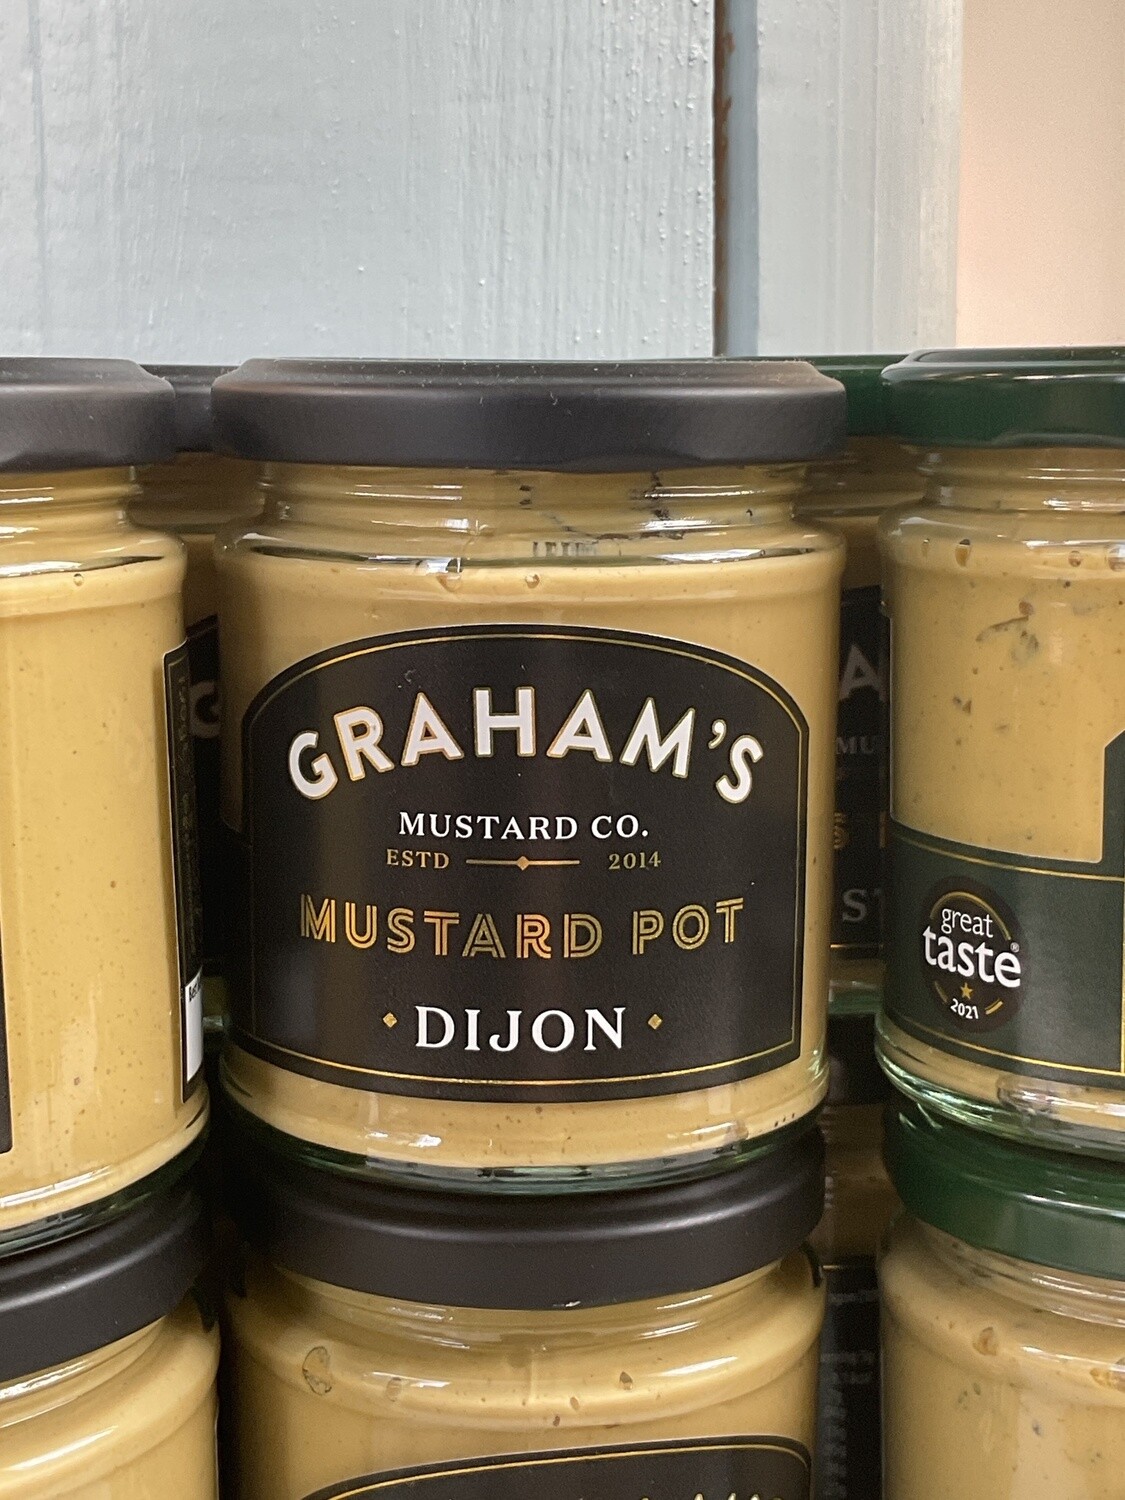 GRAHAM'S
MUSTARD CO.
ESTD 2014
MUSTARD POT
DIJON
great
taste®
2021